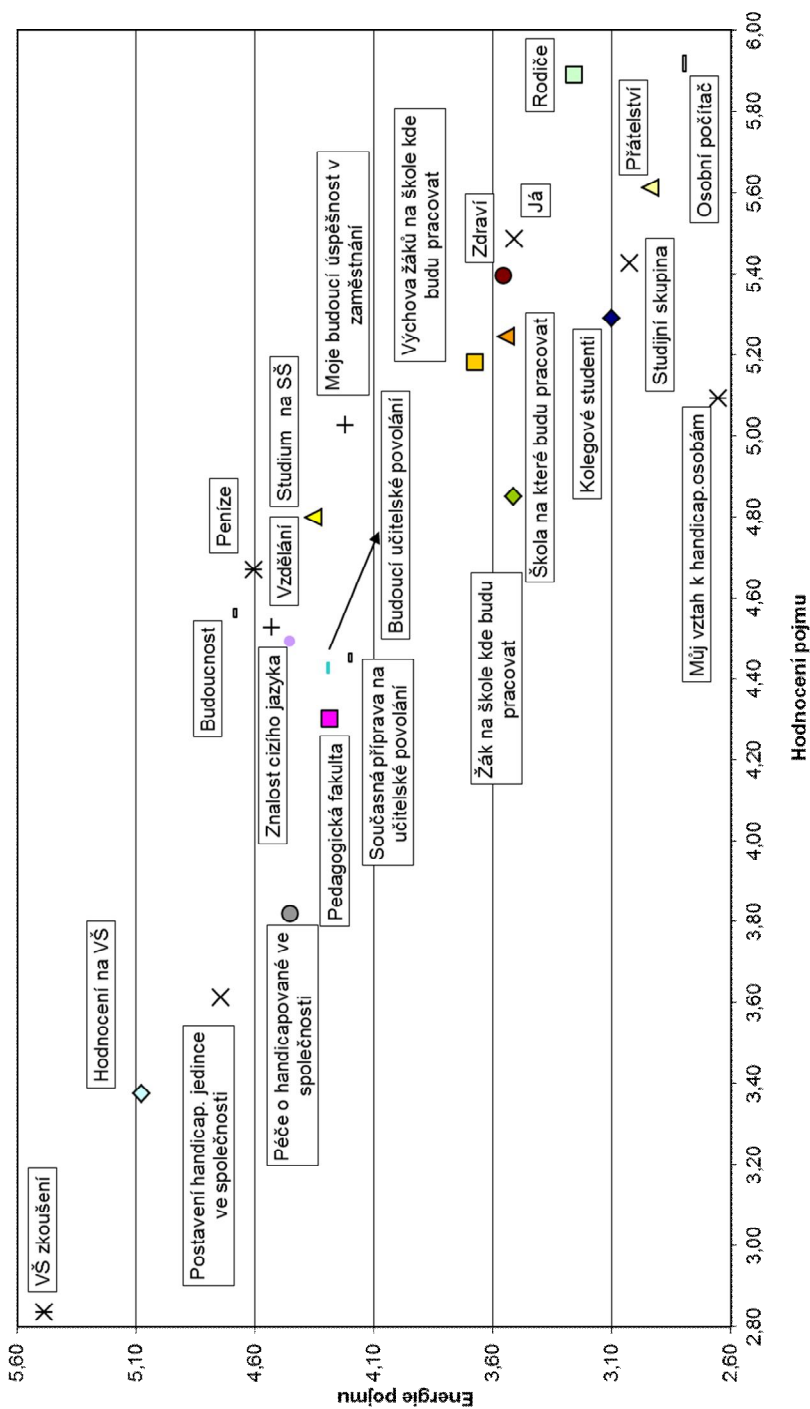 5,60
5,10
4,60
4,10
3,60
3,10
2,60
Energie pojmu
VŠ zkoušení
Hodnocení na VŠ
Postavení handicap. jedince
ve společnosti
Péče o handicapované ve
společnosti
Budoucnost
Peníze
Znalost cizího jazyka
Vzdělání
Studium na SŠ
Pedagogická fakulta
Moje budoucí úspěšnost v
zaměstnání
Současná příprava na
učitelské povolání
Budoucí učitelské povolání
Výchova žáků na škole kde
budu pracovat
Zdraví
Já
Rodiče
Žák na škole kde budu
pracovat
Škola na které budu pracovat
Kolegové studenti
Studijní skupina
Přátelství
Můj vztah k handicap.osobám
Osobní počítač
2,80
3,00
3,20
3,40
3,60
3,80
4,00
4,20
4,40
4,60
4,80
5,00
5,20
5,40
5,60
5,80
6,00
Hodnocení pojmu